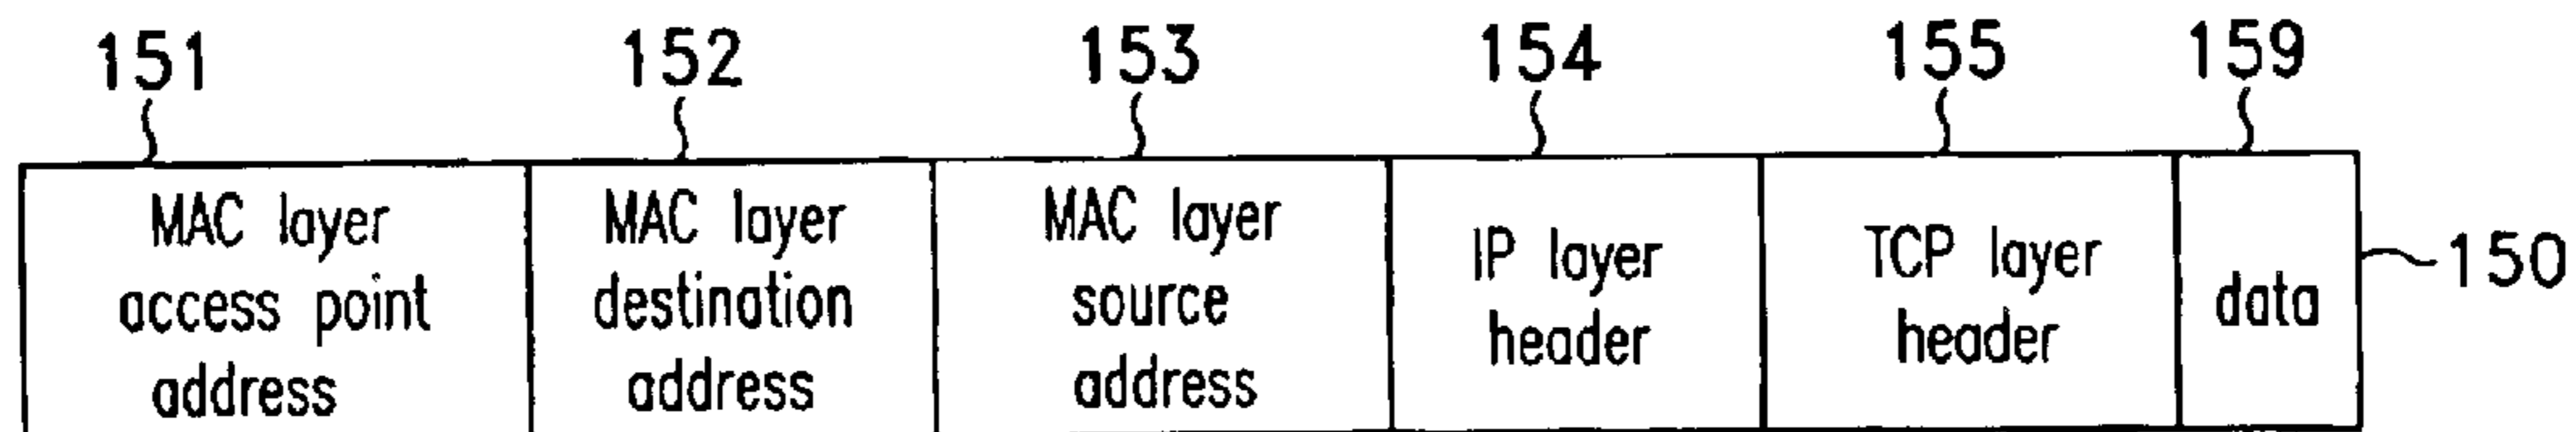 151 152 153 154 155 159
MAC layer access point address
MAC layer destination address
MAC layer source address
IP layer header
TCP layer header
data
150